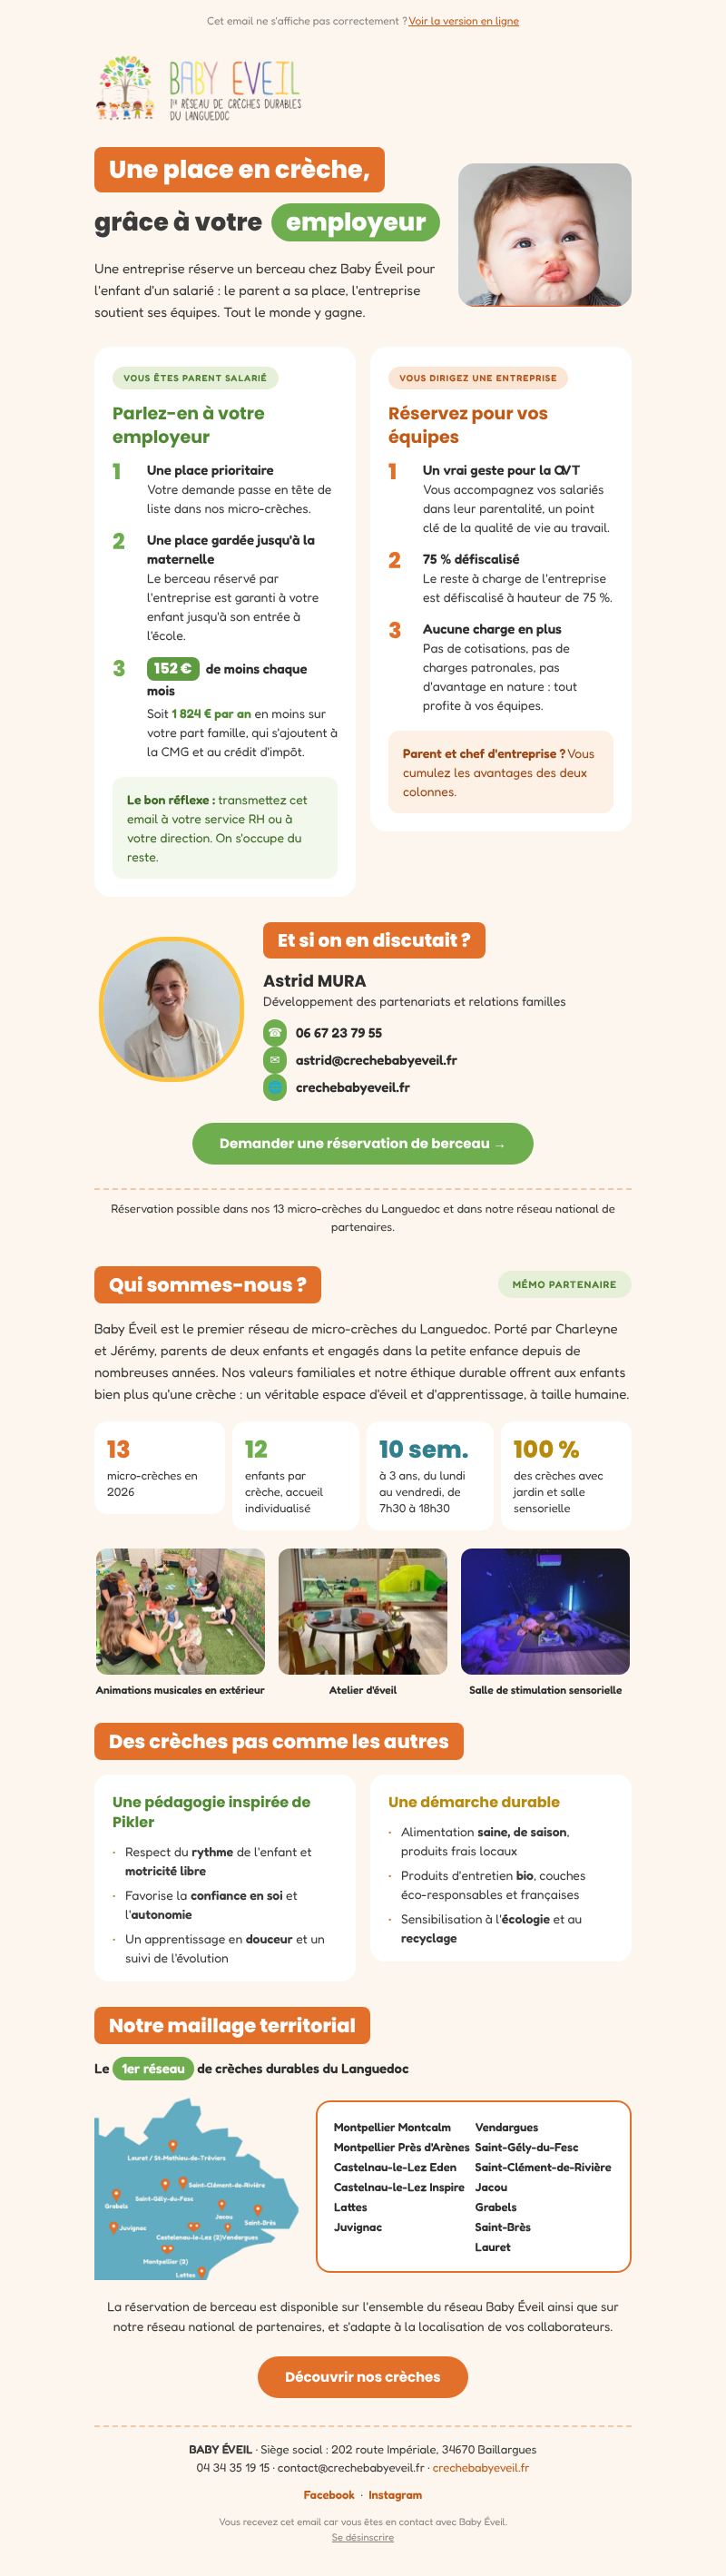 Cet email ne s'affiche pas correctement ? Voir la version en ligne
BABY EVEIL
1er RÉSEAU DE CRÈCHES DURABLES
DU LANGUEDOC
Une place en crèche,
grâce à votre employeur
Une entreprise réserve un berceau chez Baby Éveil pour
l'enfant d'un salarié : le parent a sa place, l'entreprise
soutient ses équipes. Tout le monde y gagne.
VOUS ÊTES PARENT SALARIÉ
Parlez-en à votre
employeur
1
Une place prioritaire
Votre demande passe en tête de
liste dans nos micro-crèches.
2
Une place gardée jusqu'à la
maternelle
Le berceau réservé par
l'entreprise est garanti à votre
enfant jusqu'à son entrée à
l'école.
3
152 € de moins chaque
mois
Soit 1 824 € par an en moins sur
votre part famille, qui s'ajoutent à
la CMG et au crédit d'impôt.
Le bon réflexe : transmettez cet
email à votre service RH ou à
votre direction. On s'occupe du
reste.
VOUS DIRIGEZ UNE ENTREPRISE
Réservez pour vos
équipes
1
Un vrai geste pour la QVT
Vous accompagnez vos salariés
dans leur parentalité, un point
clé de la qualité de vie au travail.
2
75 % défiscalisé
Le reste à charge de l'entreprise
est défiscalisé à hauteur de 75 %.
3
Aucune charge en plus
Pas de cotisations, pas de
charges patronales, pas
d'avantage en nature : tout
profite à vos équipes.
Parent et chef d'entreprise ? Vous
cumulez les avantages des deux
colonnes.
Et si on en discutait ?
Astrid MURA
Développement des partenariats et relations familles
06 67 23 79 55
astrid@crechebabyeveil.fr
crechebabyeveil.fr
Demander une réservation de berceau →
Réservation possible dans nos 13 micro-crèches du Languedoc et dans notre réseau national de
partenaires.
Qui sommes-nous ?
MÉMO PARTENAIRE
Baby Éveil est le premier réseau de micro-crèches du Languedoc. Porté par Charleyne
et Jérémy, parents de deux enfants et engagés dans la petite enfance depuis de
nombreuses années. Nos valeurs familiales et notre éthique durable offrent aux enfants
bien plus qu'une crèche : un véritable espace d'éveil et d'apprentissage, à taille humaine.
13
micro-crèches en
2026
12
enfants par
crèche, accueil
individualisé
10 sem.
à 3 ans, du lundi
au vendredi, de
7h30 à 18h30
100 %
des crèches avec
jardin et salle
sensorielle
Animations musicales en extérieur
Atelier d'éveil
Salle de stimulation sensorielle
Des crèches pas comme les autres
Une pédagogie inspirée de
Pikler
· Respect du rythme de l'enfant et
motricité libre
· Favorise la confiance en soi et
l'autonomie
· Un apprentissage en douceur et un
suivi de l'évolution
Une démarche durable
· Alimentation saine, de saison,
produits frais locaux
· Produits d'entretien bio, couches
éco-responsables et françaises
· Sensibilisation à l'écologie et au
recyclage
Notre maillage territorial
Le 1er réseau de crèches durables du Languedoc
Lauret / St-Mathieu-de-Tréviers
Saint-Clément-de-Rivière
Saint-Gély-du-Fesc
Grabels
Jacou
Saint-Brès
Juvignac
Castelnau-le-Lez (2)
Vendargues
Montpellier (2)
Lattes
Montpellier Montcalm
Montpellier Près d'Arènes
Castelnau-le-Lez Eden
Castelnau-le-Lez Inspire
Lattes
Juvignac
Vendargues
Saint-Gély-du-Fesc
Saint-Clément-de-Rivière
Jacou
Grabels
Saint-Brès
Lauret
La réservation de berceau est disponible sur l'ensemble du réseau Baby Éveil ainsi que sur
notre réseau national de partenaires, et s'adapte à la localisation de vos collaborateurs.
Découvrir nos crèches
BABY ÉVEIL · Siège social : 202 route Impériale, 34670 Baillargues
04 34 35 19 15 · contact@crechebabyeveil.fr · crechebabyeveil.fr
Facebook · Instagram
Vous recevez cet email car vous êtes en contact avec Baby Éveil.
Se désinscrire